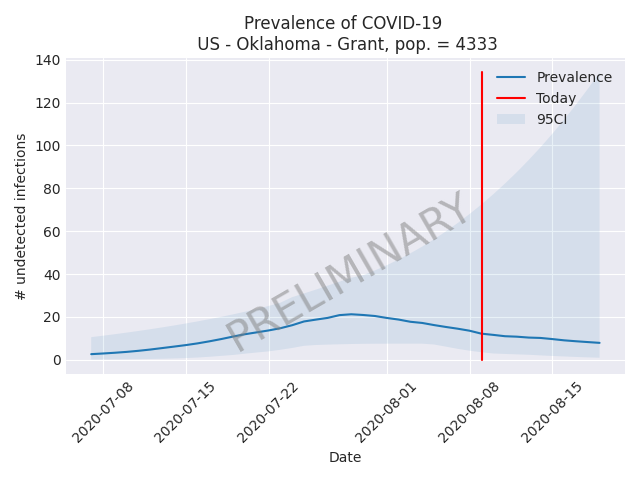 Prevalence of COVID-19
US - Oklahoma - Grant, pop. = 4333
140
120
100
80
60
40
20
0
# undetected infections
Prevalence
Today
95CI
PRELIMINARY
2020-07-08
2020-07-15
2020-07-22
2020-08-01
2020-08-08
2020-08-15
Date